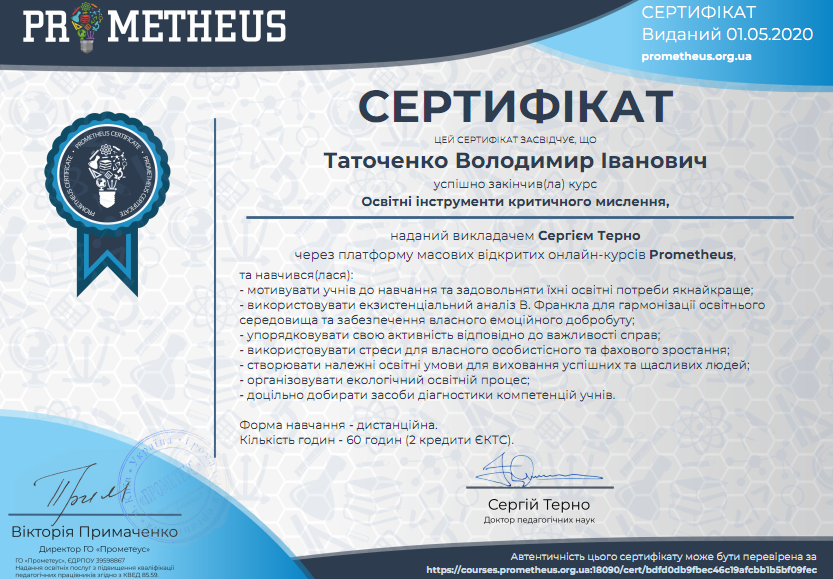 PROMETHEUS
СЕРТИФІКАТ
Виданий 01.05.2020
prometheus.org.ua
СЕРТИФІКАТ
ЦЕЙ СЕРТИФІКАТ ЗАСВІДЧУЄ, ЩО
Таточенко Володимир Іванович
успішно закінчив(ла) курс
Освітні інструменти критичного мислення,
PROMETHEUS CERTIFICATE • PROMETHEUS CERTIFICATE • PROMETHEUS CERTIFICATE •
наданий викладачем Сергієм Терно
через платформу масових відкритих онлайн-курсів Prometheus,
та навчився(лася):
- мотивувати учнів до навчання та задовольняти їхні освітні потреби якнайкраще;
- використовувати екзистенціальний аналіз В. Франкла для гармонізації освітнього
середовища та забезпечення власного емоційного добробуту;
- упорядковувати свою активність відповідно до важливості справ;
- використовувати стреси для власного особистісного та фахового зростання;
- створювати належні освітні умови для виховання успішних та щасливих людей;
- організовувати екологічний освітній процес;
- доцільно добирати засоби діагностики компетенцій учнів.
Форма навчання - дистанційна.
Кількість годин - 60 годин (2 кредити ЄКТС).
Сергій Терно
Доктор педагогічних наук
Вікторія Примаченко
Директор ГО «Прометеус»
ГО «Прометеус», ЄДРПОУ 39598867
Надання освітніх послуг з підвищення кваліфікації
педагогічних працівників згідно з КВЕД 85.59.
Автентичність цього сертифікату може бути перевірена за
https://courses.prometheus.org.ua:18090/cert/bdfd0db9fbec46c19afcbb1b5bf09fec